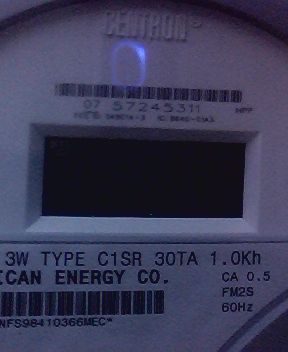 CENTRON®
07 57245311
3W TYPE C1SR 30TA 1.0Kh
ICAN ENERGY CO.
CA 0.5
FM2S
60Hz
NFS98410366MEC*